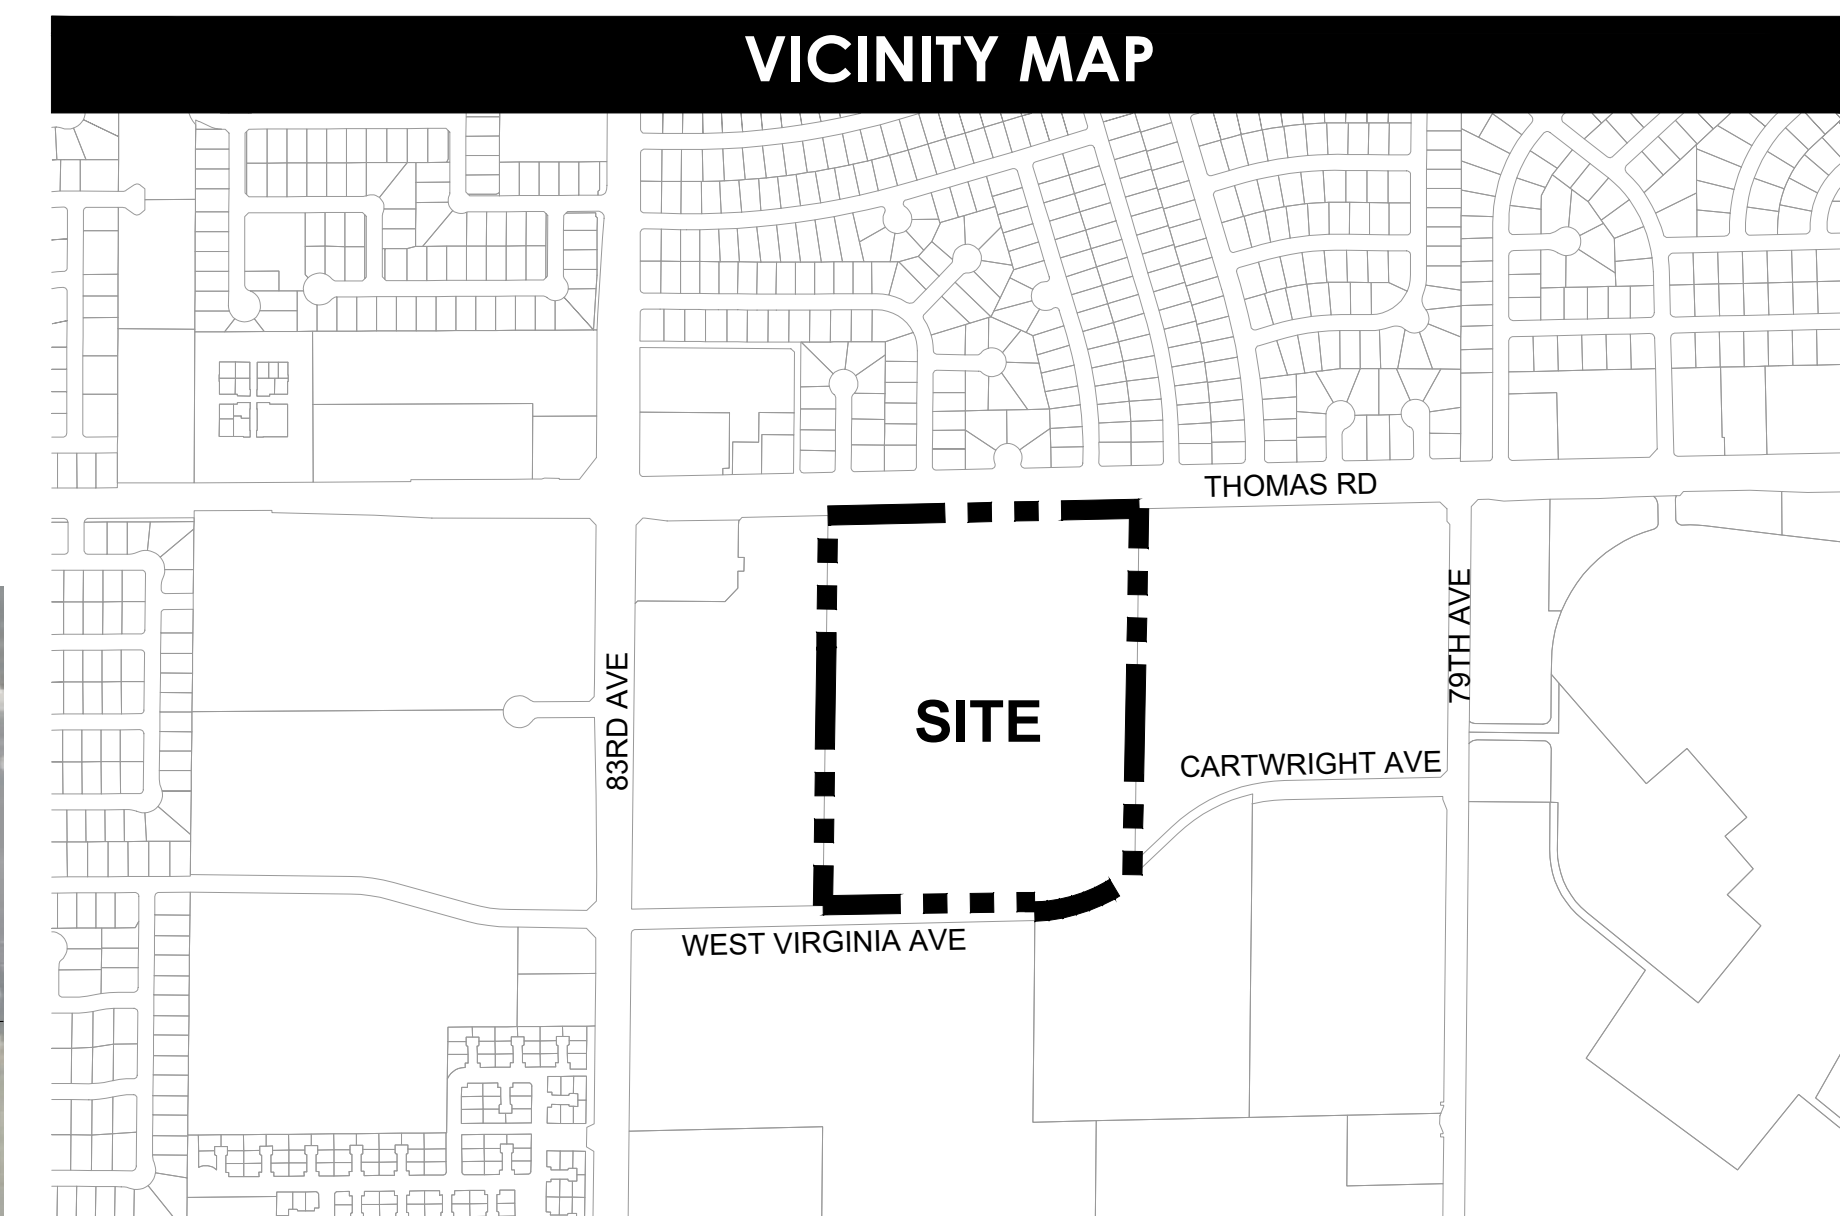 VICINITY MAP
THOMAS RD
83RD AVE
79TH AVE
SITE
CARTWRIGHT AVE
WEST VIRGINIA AVE